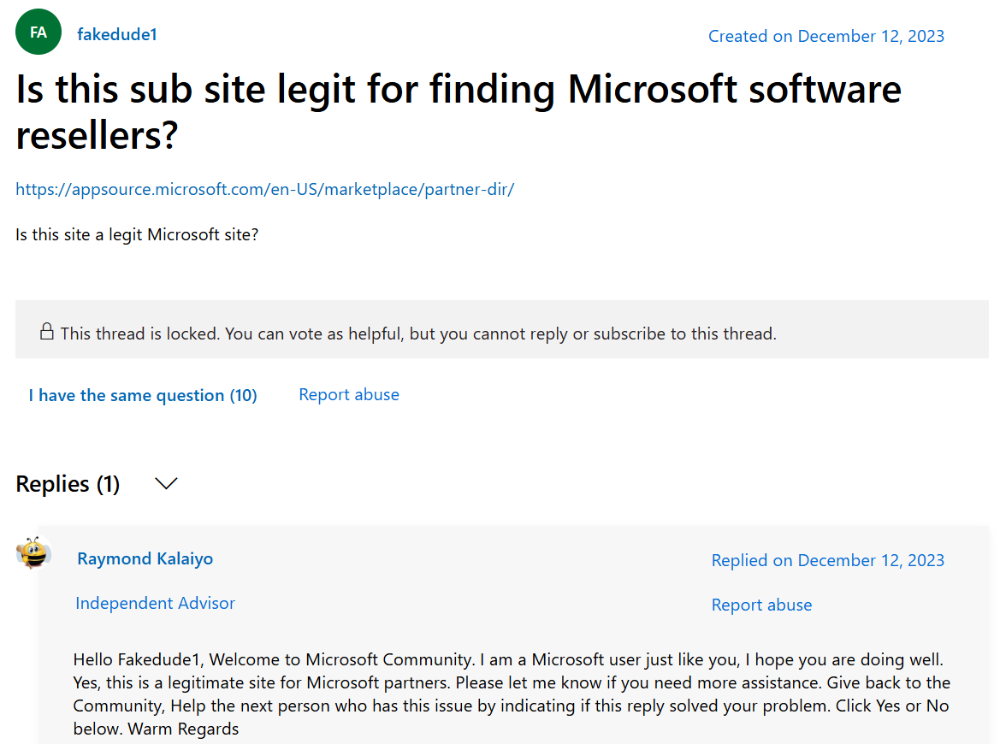 FA
fakedude1
Created on December 12, 2023
Is this sub site legit for finding Microsoft software
resellers?
https://appsource.microsoft.com/en-US/marketplace/partner-dir/
Is this site a legit Microsoft site?
This thread is locked. You can vote as helpful, but you cannot reply or subscribe to this thread.
I have the same question (10)
Report abuse
Replies (1)
Raymond Kalaiyo
Replied on December 12, 2023
Independent Advisor
Report abuse
Hello Fakedude1, Welcome to Microsoft Community. I am a Microsoft user just like you, I hope you are doing well.
Yes, this is a legitimate site for Microsoft partners. Please let me know if you need more assistance. Give back to the
Community, Help the next person who has this issue by indicating if this reply solved your problem. Click Yes or No
below. Warm Regards